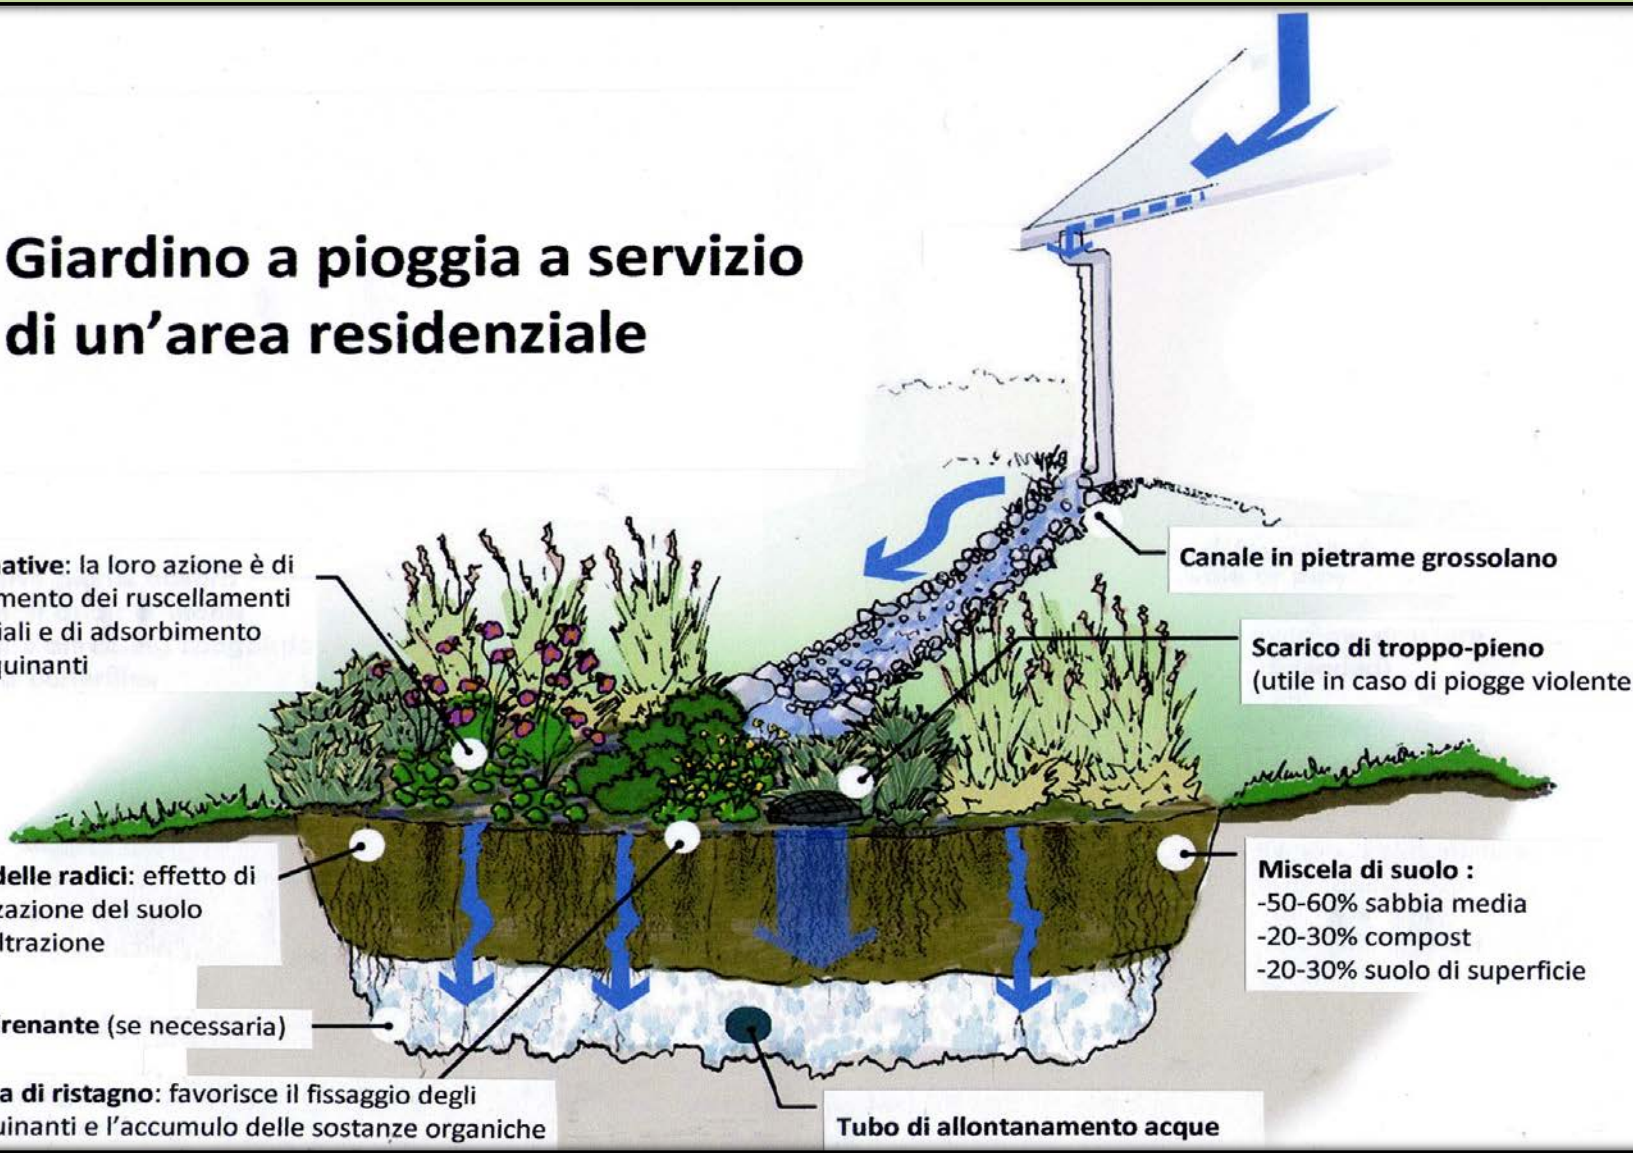 Giardino a pioggia a servizio
di un'area residenziale
ative: la loro azione è di
mento dei ruscellamenti
iali e di adsorbimento
quinanti
Canale in pietrame grossolano
Scarico di troppo-pieno
(utile in caso di piogge violente
delle radici: effetto di
zazione del suolo
ltrazione
Miscela di suolo :
-50-60% sabbia media
-20-30% compost
-20-30% suolo di superficie
renante (se necessaria)
a di ristagno: favorisce il fissaggio degli
uinanti e l'accumulo delle sostanze organiche
Tubo di allontanamento acque